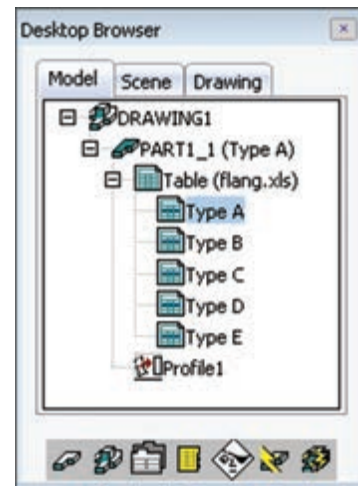 Desktop Browser
Model Scene Drawing
DRAWING1
PART1_1 (Type A)
Table (flang.xls)
Type A
Type B
Type C
Type D
Type E
Profile1